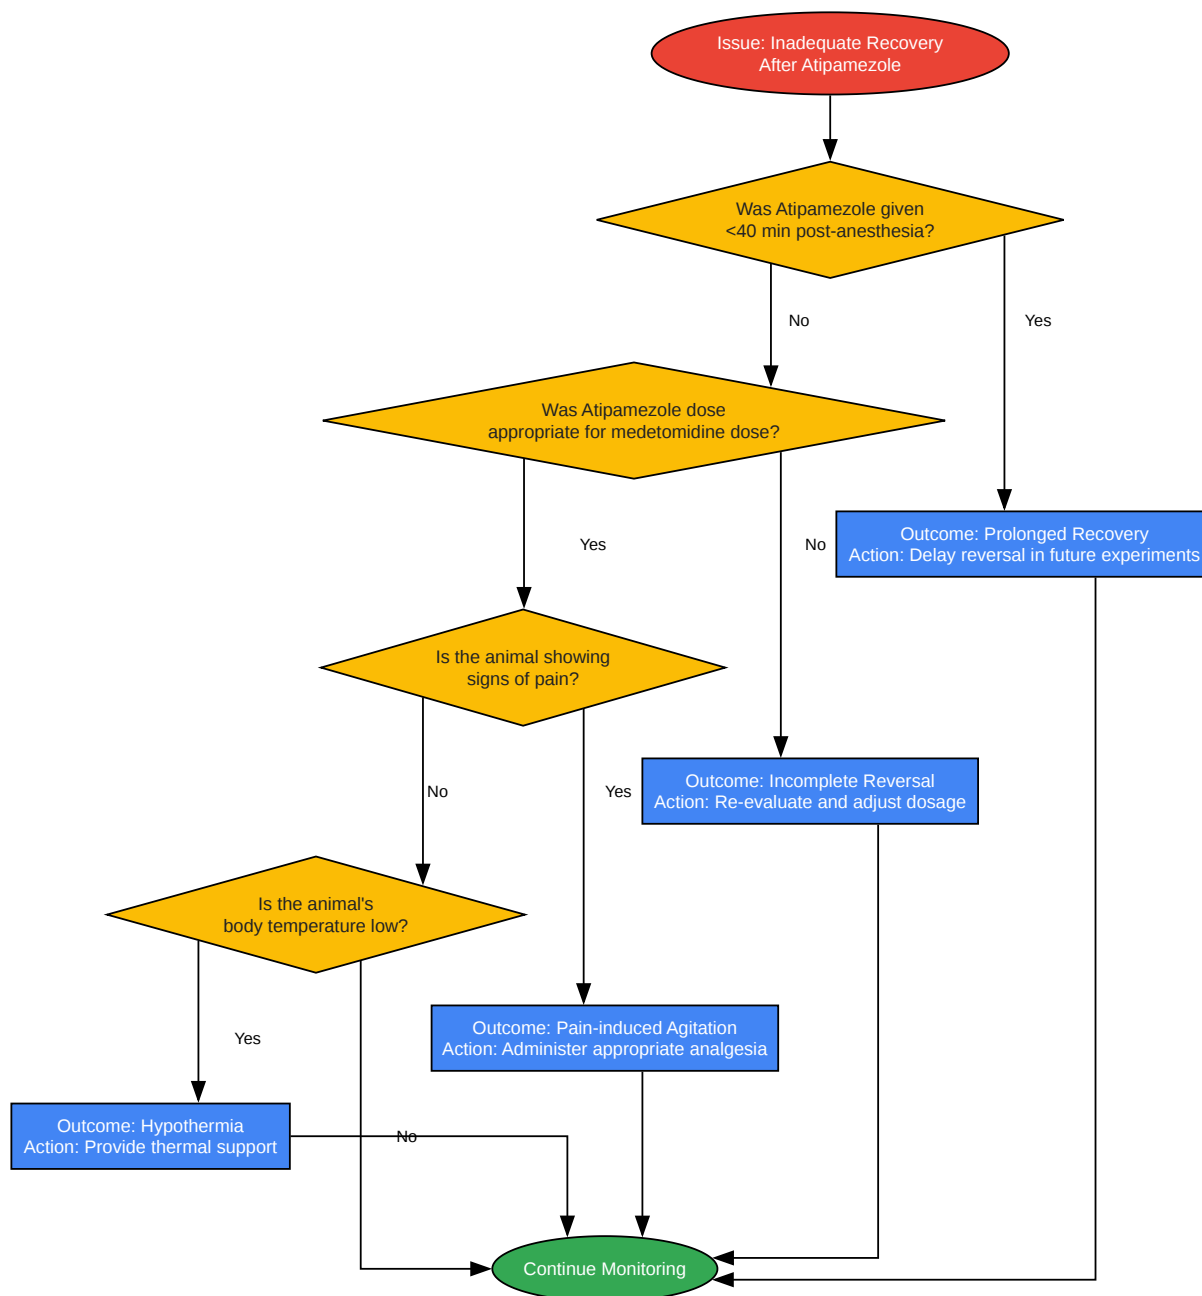 Issue: Inadequate Recovery
After Atipamezole
Was Atipamezole given
<40 min post-anesthesia?
No
Yes
Was Atipamezole dose
appropriate for medetomidine dose?
Yes
No
Outcome: Prolonged Recovery
Action: Delay reversal in future experiments
Is the animal showing
signs of pain?
No
Yes
Outcome: Incomplete Reversal
Action: Re-evaluate and adjust dosage
Is the animal's
body temperature low?
Yes
No
Outcome: Pain-induced Agitation
Action: Administer appropriate analgesia
Outcome: Hypothermia
Action: Provide thermal support
Continue Monitoring